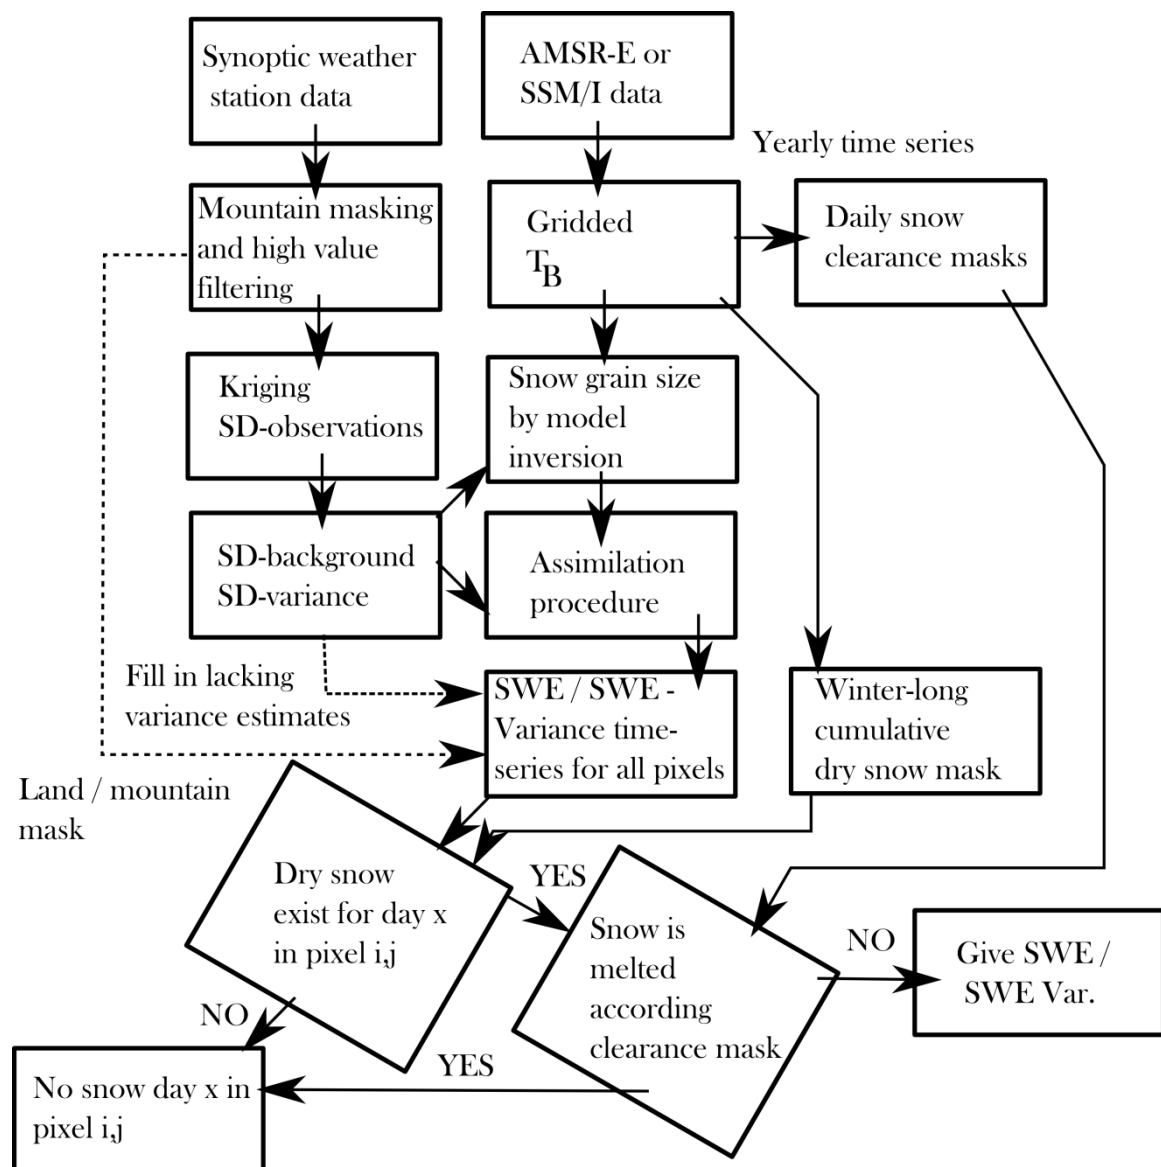 Synoptic weather
station data
AMSR-E or
SSM/I data
Yearly time series
Mountain masking
and high value
filtering
Gridded
TB
Daily snow
clearance masks
Kriging
SD-observations
Snow grain size
by model
inversion
SD-background
SD-variance
Assimilation
procedure
Fill in lacking
variance estimates
SWE / SWE -
Variance time-
series for all pixels
Winter-long
cumulative
dry snow mask
Land / mountain
mask
Dry snow
exist for day x
in pixel i,j
YES
Snow is
melted
according
clearance mask
NO
Give SWE /
SWE Var.
NO
YES
No snow day x in
pixel i,j